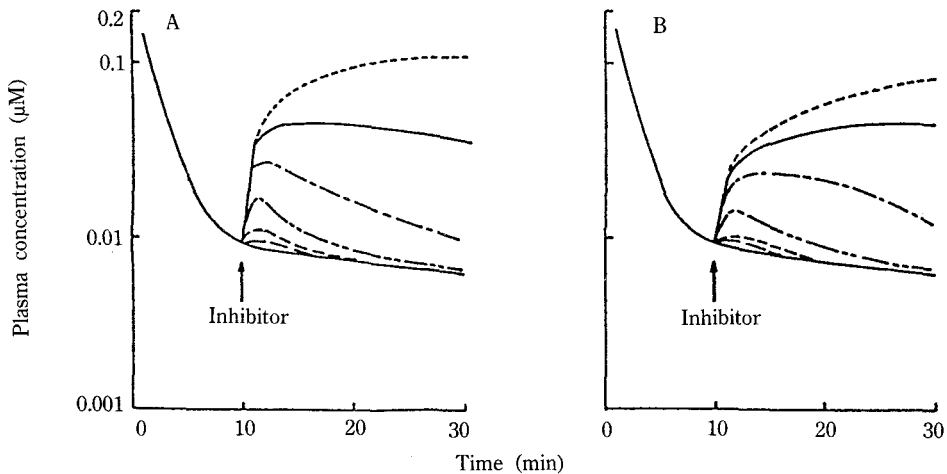 0.2
A
0.1
Plasma concentration (μM)
0.01
Inhibitor
0.001
0
10
20
30
B
Inhibitor
0
10
20
30
Time (min)